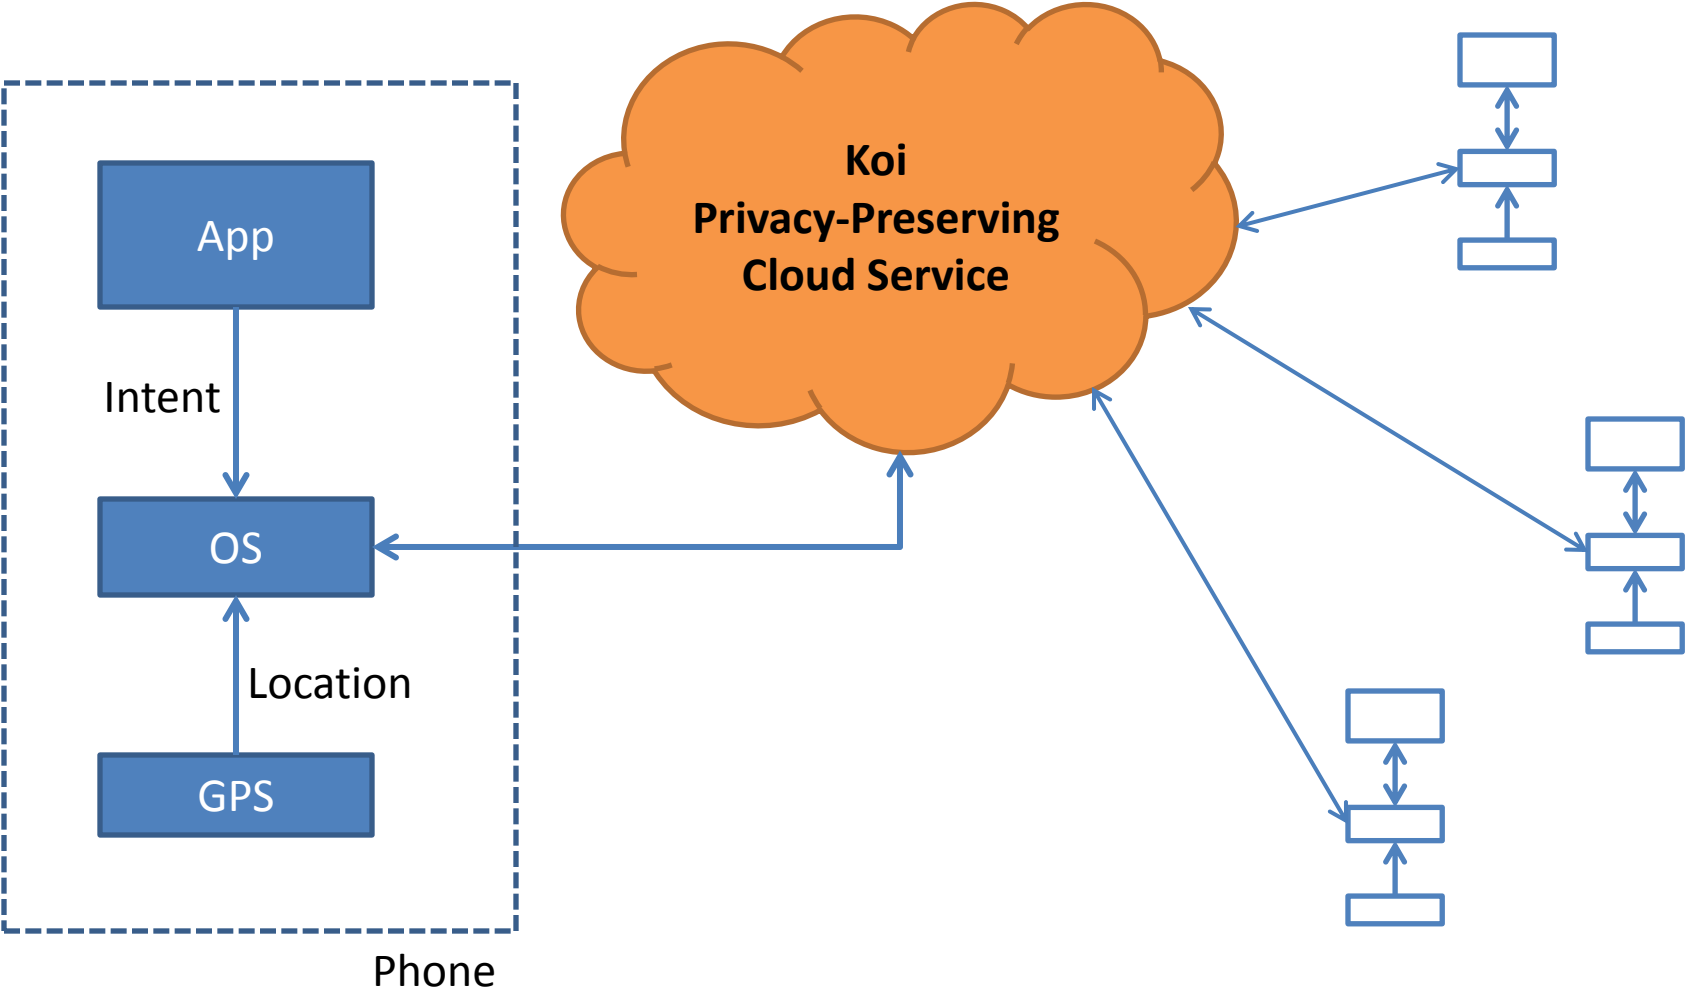 App
Intent
OS
Location
GPS
Phone
Koi
Privacy-Preserving
Cloud Service